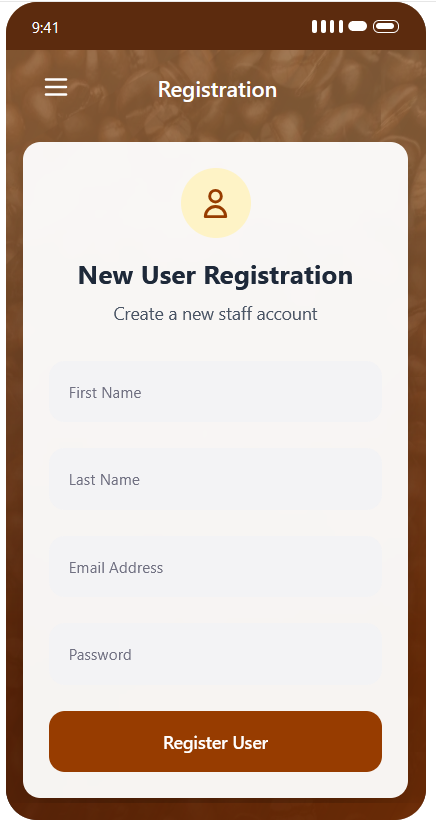 9:41
Registration
New User Registration
Create a new staff account
First Name
Last Name
Email Address
Password
Register User